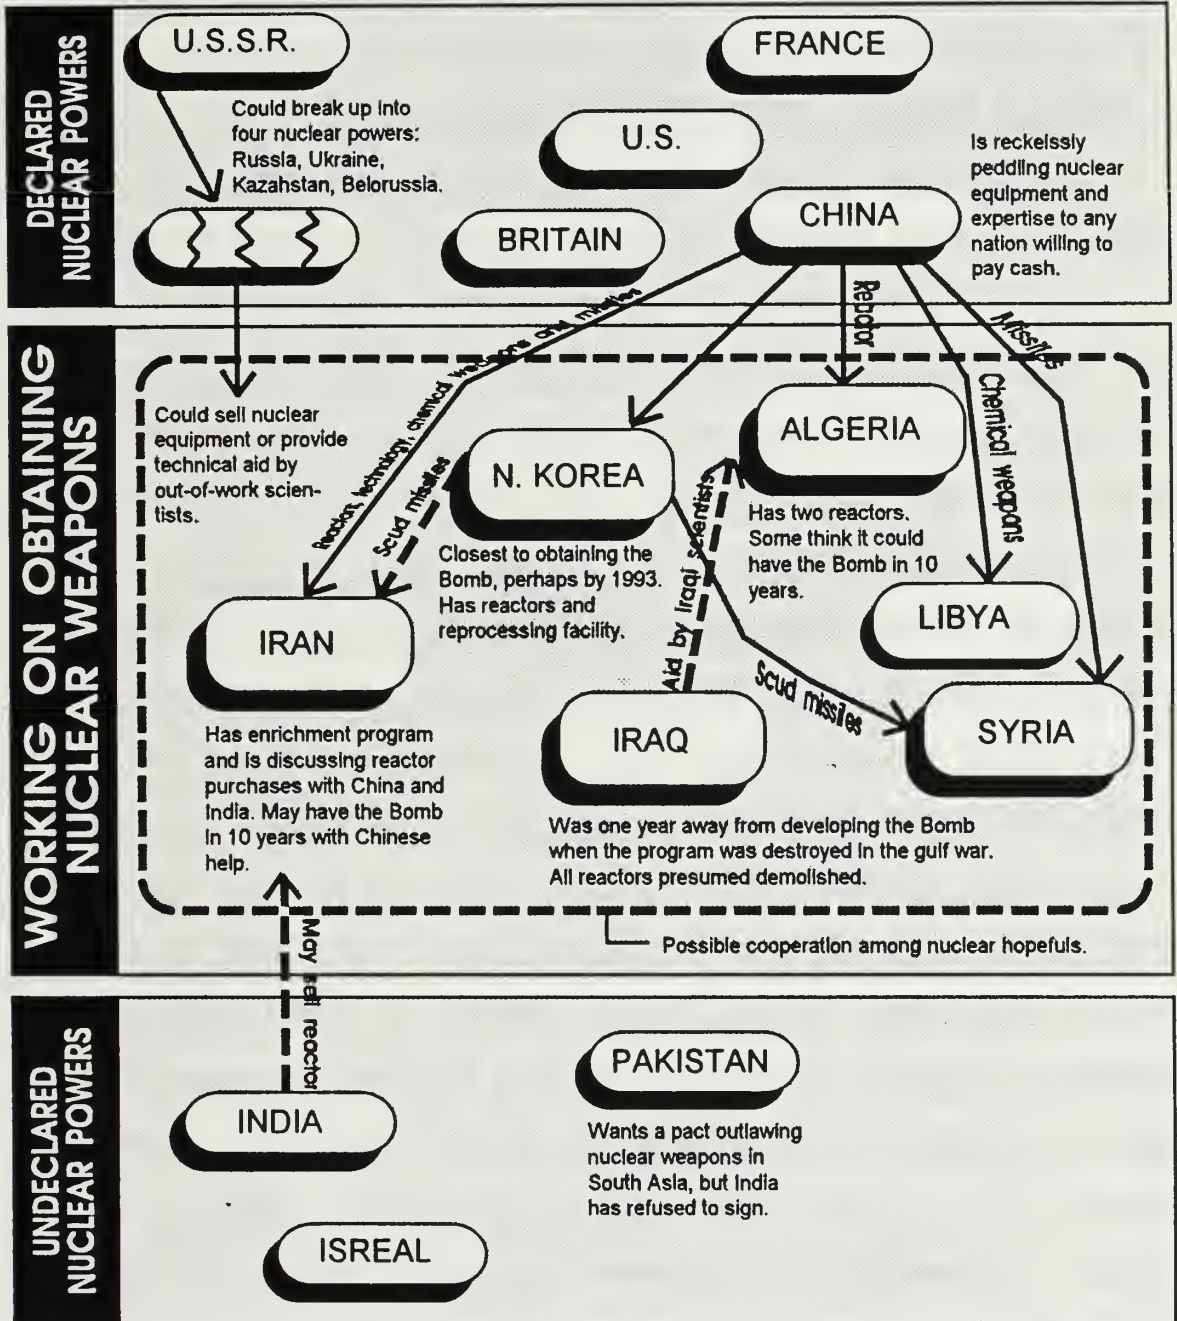 DECLARED
NUCLEAR POWERS
U.S.S.R.
Could break up into
four nuclear powers:
Russia, Ukraine,
Kazahstan, Belorussia.
FRANCE
U.S.
BRITAIN
CHINA
Is reckelssly
peddling nuclear
equipment and
expertise to any
nation willing to
pay cash.
WORKING ON OBTAINING
NUCLEAR WEAPONS
Could sell nuclear
equipment or provide
technical aid by
out-of-work scien-
tists.
Reactors, technology, chemical weapons and missiles
Scud missiles
Reactor
Chemical weapons
Missiles
N. KOREA
Closest to obtaining the
Bomb, perhaps by 1993.
Has reactors and
reprocessing facility.
ALGERIA
Has two reactors.
Some think it could
have the Bomb in 10
years.
Aid by Iraqi scientists
Scud missiles
LIBYA
SYRIA
IRAN
Has enrichment program
and is discussing reactor
purchases with China and
India. May have the Bomb
in 10 years with Chinese
help.
IRAQ
Was one year away from developing the Bomb
when the program was destroyed in the gulf war.
All reactors presumed demolished.
Possible cooperation among nuclear hopefuls.
May sell reactor
UNDECLARED
NUCLEAR POWERS
INDIA
PAKISTAN
Wants a pact outlawing
nuclear weapons in
South Asia, but India
has refused to sign.
ISREAL